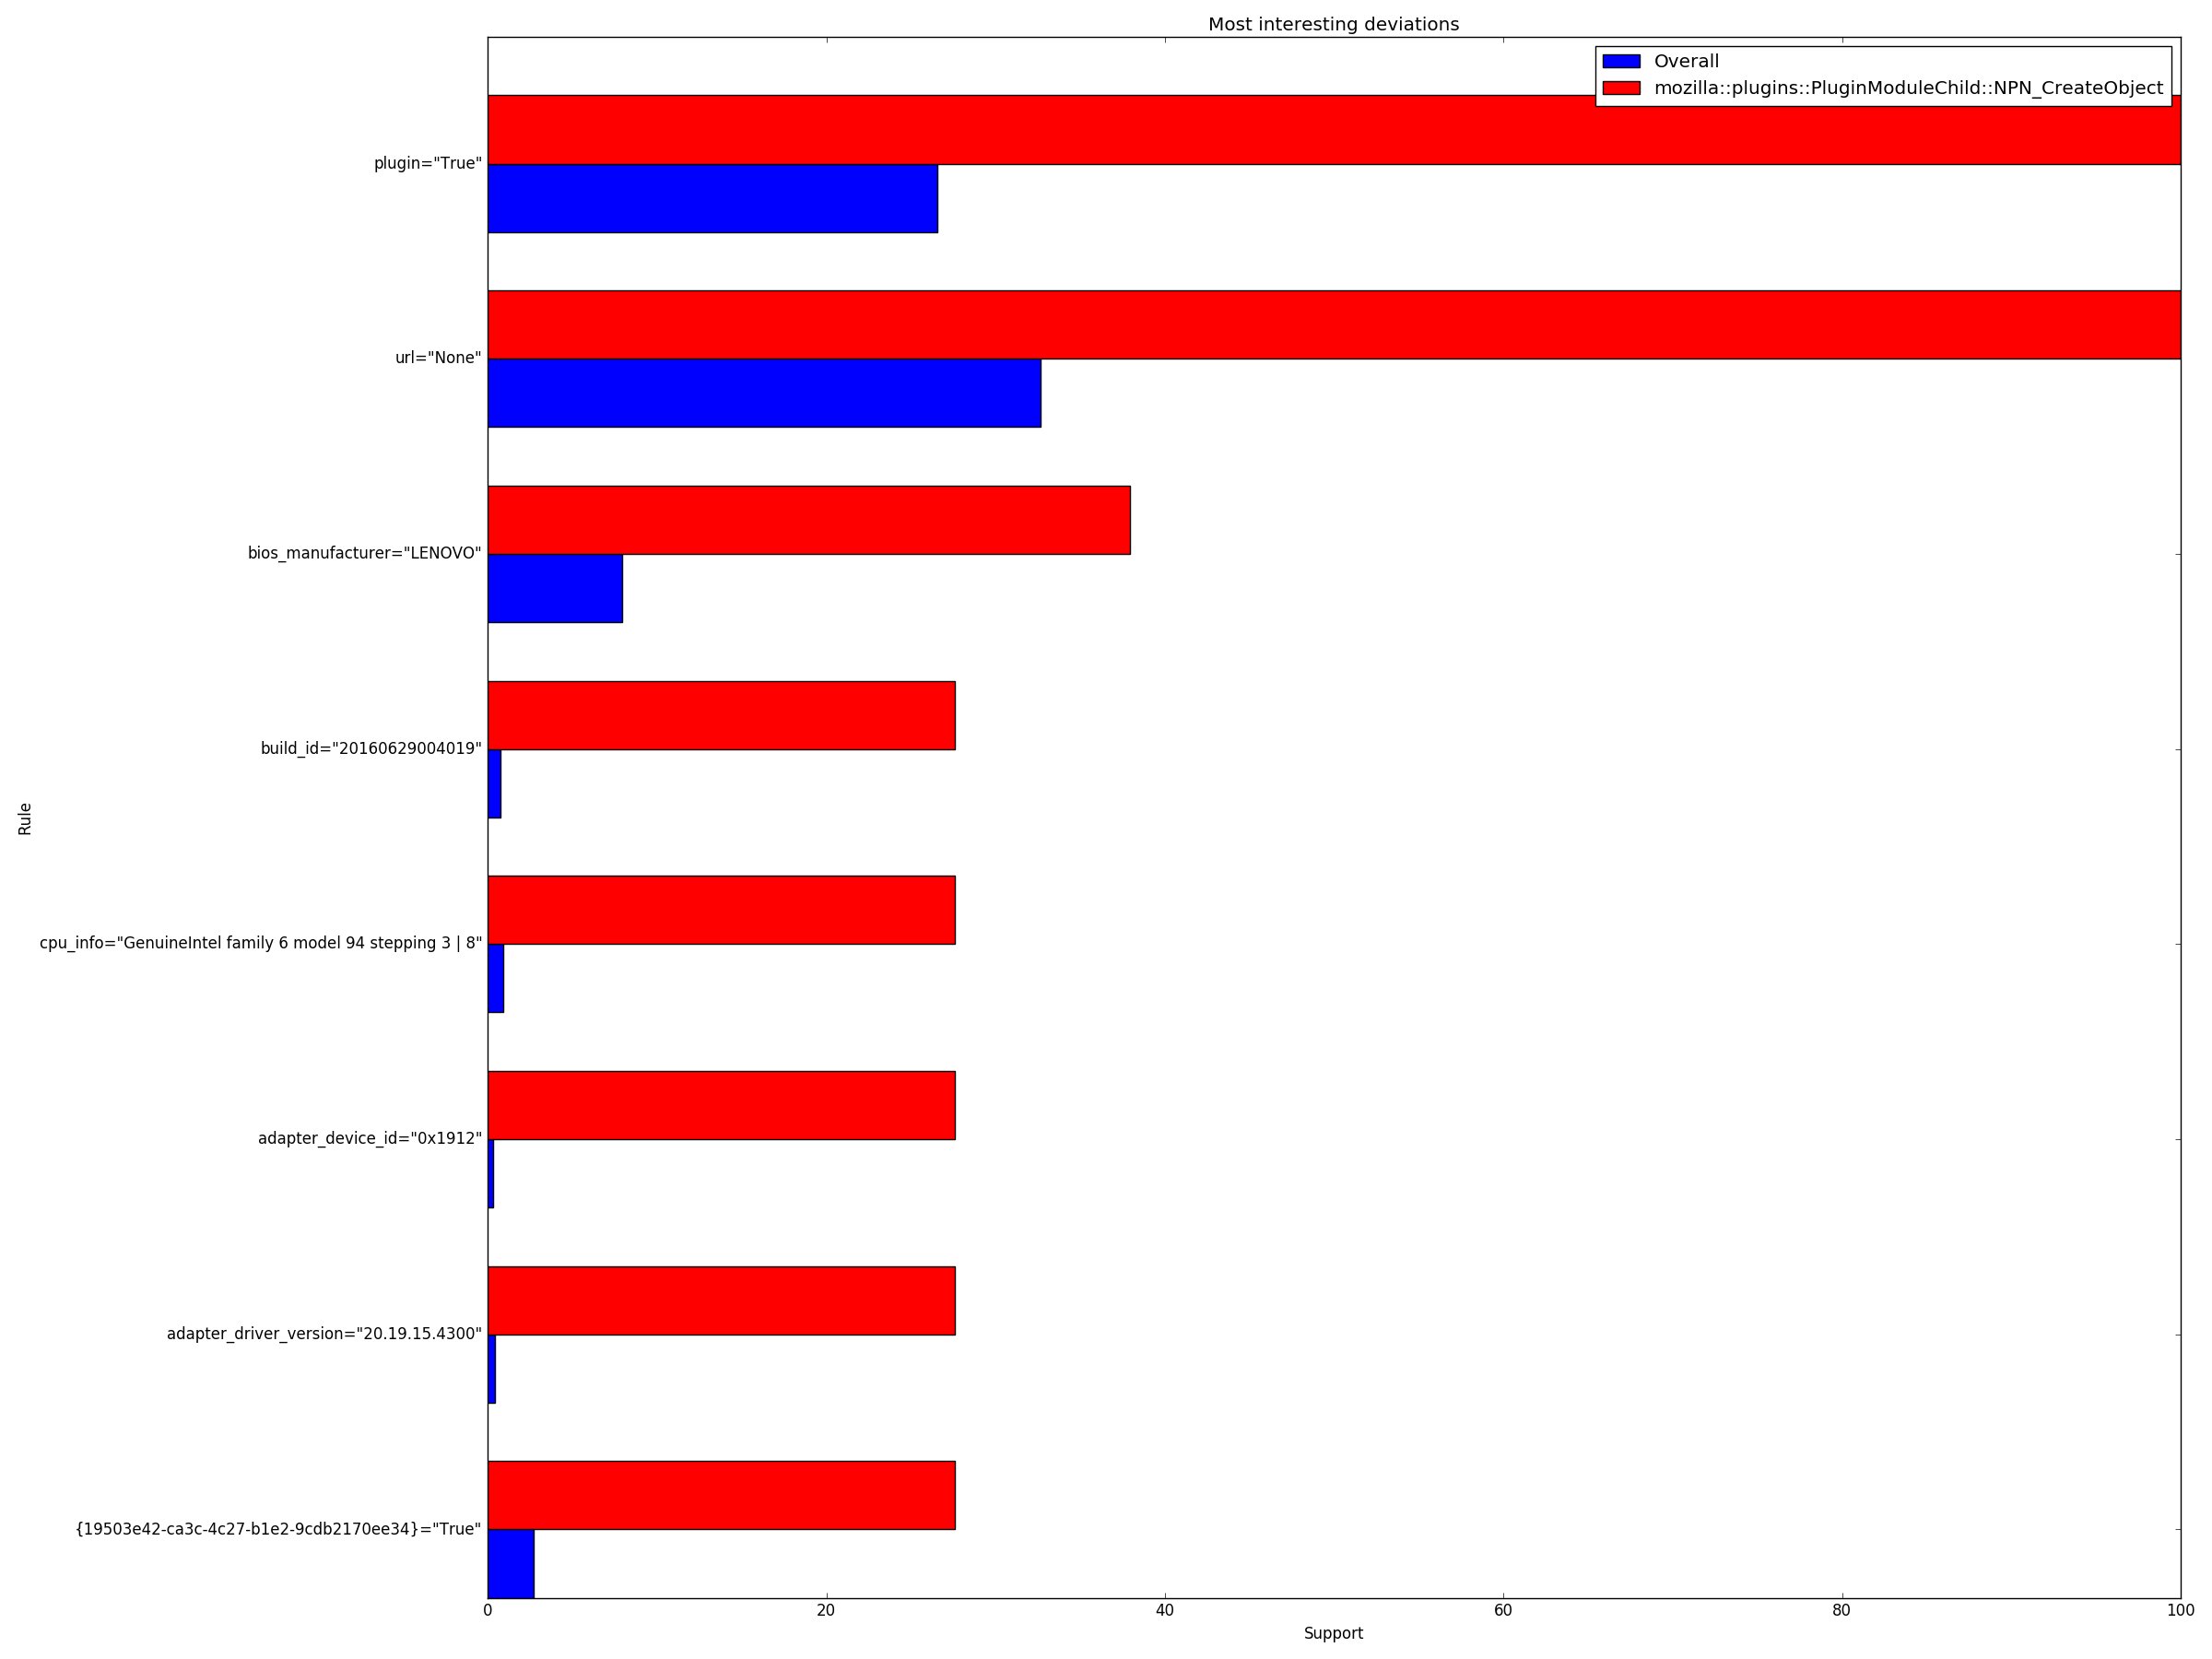 Most interesting deviations
Overall
mozilla::plugins::PluginModuleChild::NPN_CreateObject
plugin="True"
url="None"
bios_manufacturer="LENOVO"
build_id="20160629004019"
Rule
cpu_info="GenuineIntel family 6 model 94 stepping 3 | 8"
adapter_device_id="0x1912"
adapter_driver_version="20.19.15.4300"
{19503e42-ca3c-4c27-b1e2-9cdb2170ee34}="True"
0 20 40 60 80 100
Support